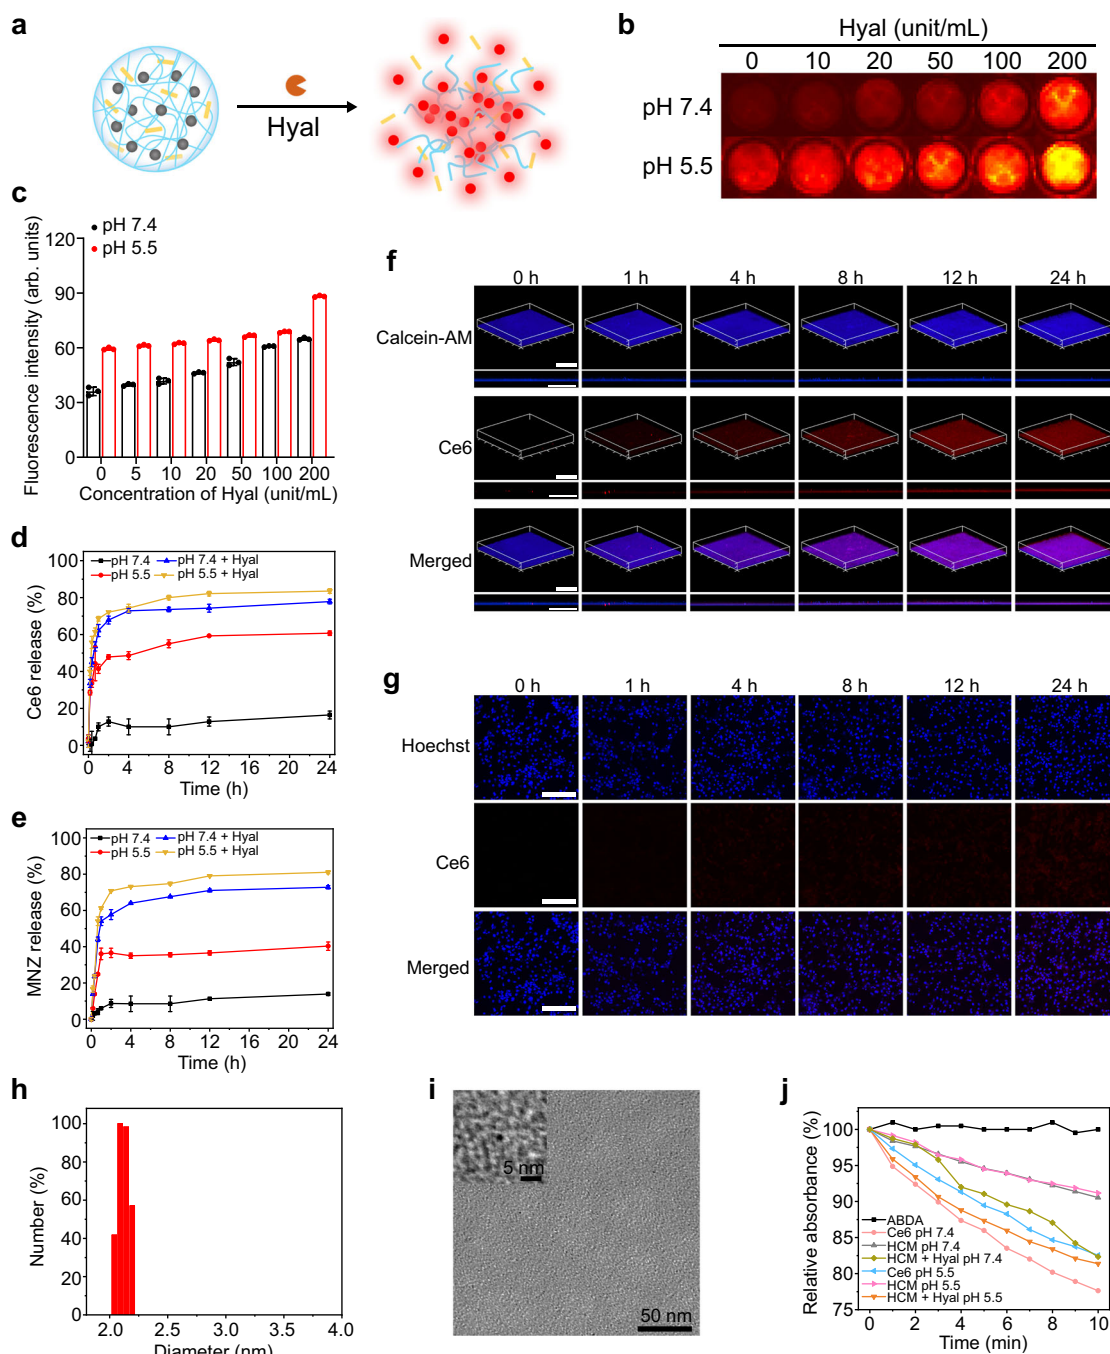 a
Hyal
b
Hyal (unit/mL)
0 10 20 50 100 200
pH 7.4
pH 5.5
c
pH 7.4
pH 5.5
Fluorescence intensity (arb. units)
120
90
60
30
0
0 5 10 20 50 100 200
Concentration of Hyal (unit/mL)
d
pH 7.4 pH 7.4 + Hyal
pH 5.5 pH 5.5 + Hyal
Ce6 release (%)
100
80
60
40
20
0
0 4 8 12 16 20 24
Time (h)
e
pH 7.4 pH 7.4 + Hyal
pH 5.5 pH 5.5 + Hyal
MNZ release (%)
100
80
60
40
20
0
0 4 8 12 16 20 24
Time (h)
f
0 h 1 h 4 h 8 h 12 h 24 h
Calcein-AM
Ce6
Merged
g
0 h 1 h 4 h 8 h 12 h 24 h
Hoechst
Ce6
Merged
h
Number (%)
100
80
60
40
20
0
2.0 2.5 3.0 3.5 4.0
Diameter (nm)
i
5 nm
50 nm
j
Relative absorbance (%)
100
95
90
85
80
75
ABDA
Ce6 pH 7.4
HCM pH 7.4
HCM + Hyal pH 7.4
Ce6 pH 5.5
HCM pH 5.5
HCM + Hyal pH 5.5
0 2 4 6 8 10
Time (min)